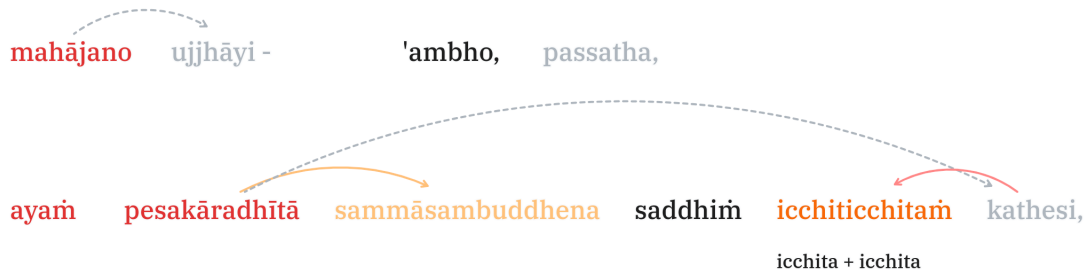 mahājano ujjhāyi - 'ambho, passatha,
ayaṁ pesakāradhītā sammāsambuddhena saddhiṁ icchiticchitaṁ kathesi,
icchita + icchita